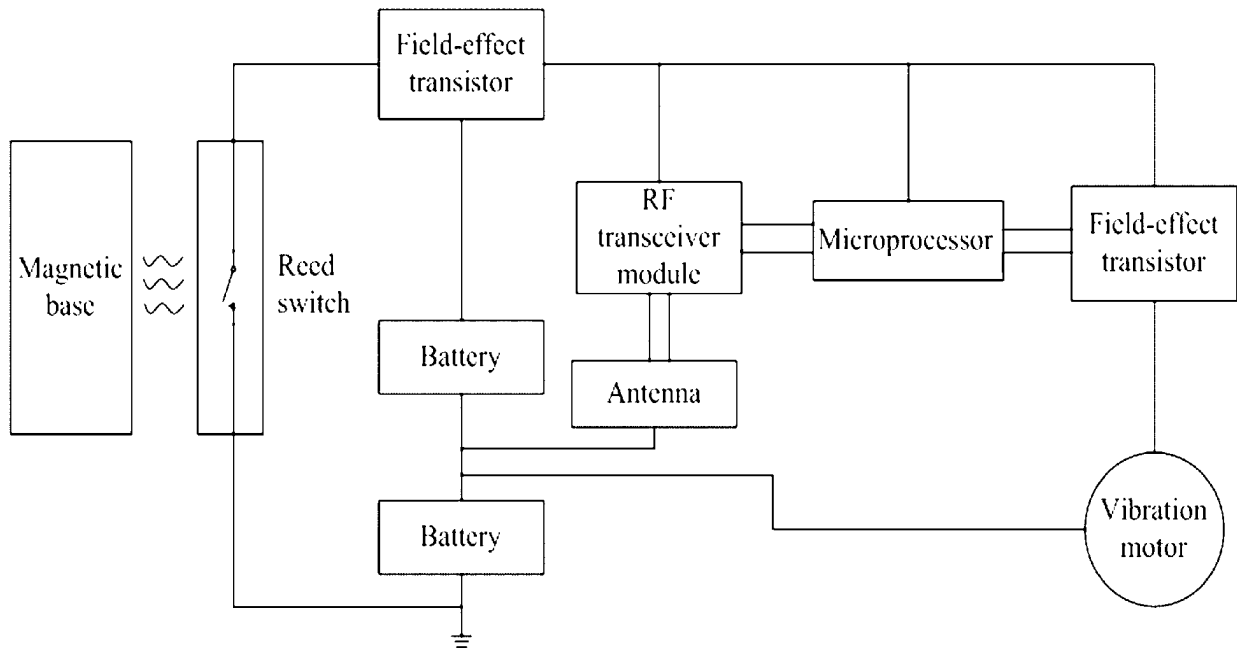 Field-effect
transistor
Magnetic
base
Reed
switch
RF
transceiver
module
Microprocessor
Field-effect
transistor
Battery
Antenna
Battery
Vibration
motor